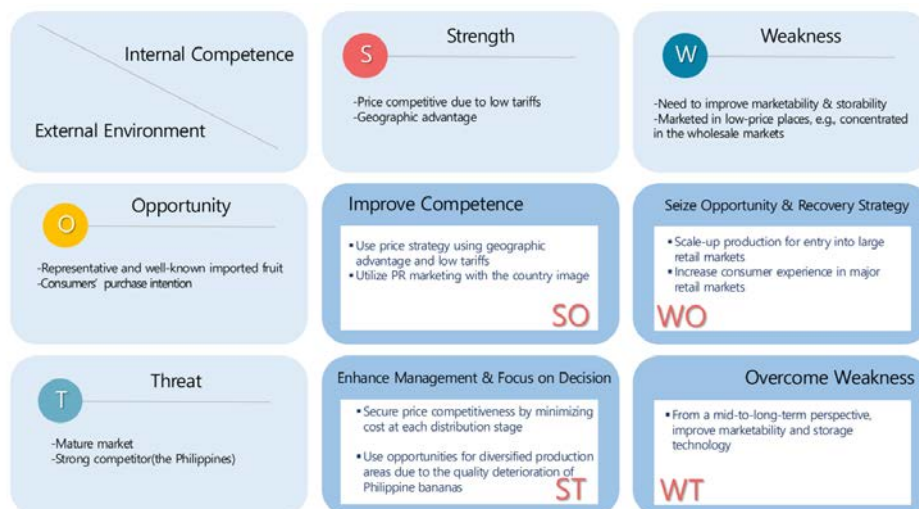 Internal Competence
External Environment
S
Strength
-Price competitive due to low tariffs
-Geographic advantage
W
Weakness
-Need to improve marketability & storability
-Marketed in low-price places, e.g., concentrated
in the wholesale markets
O
Opportunity
-Representative and well-known imported fruit
-Consumers' purchase intention
Improve Competence
▪ Use price strategy using geographic
advantage and low tariffs
▪ Utilize PR marketing with the country image
SO
Seize Opportunity & Recovery Strategy
▪ Scale-up production for entry into large
retail markets
▪ Increase consumer experience in major
retail markets
WO
T
Threat
-Mature market
-Strong competitor(the Philippines)
Enhance Management & Focus on Decision
▪ Secure price competitiveness by minimizing
cost at each distribution stage
▪ Use opportunities for diversified production
areas due to the quality deterioration of
Philippine bananas
ST
Overcome Weakness
▪ From a mid-to-long-term perspective,
improve marketability and storage
technology
WT